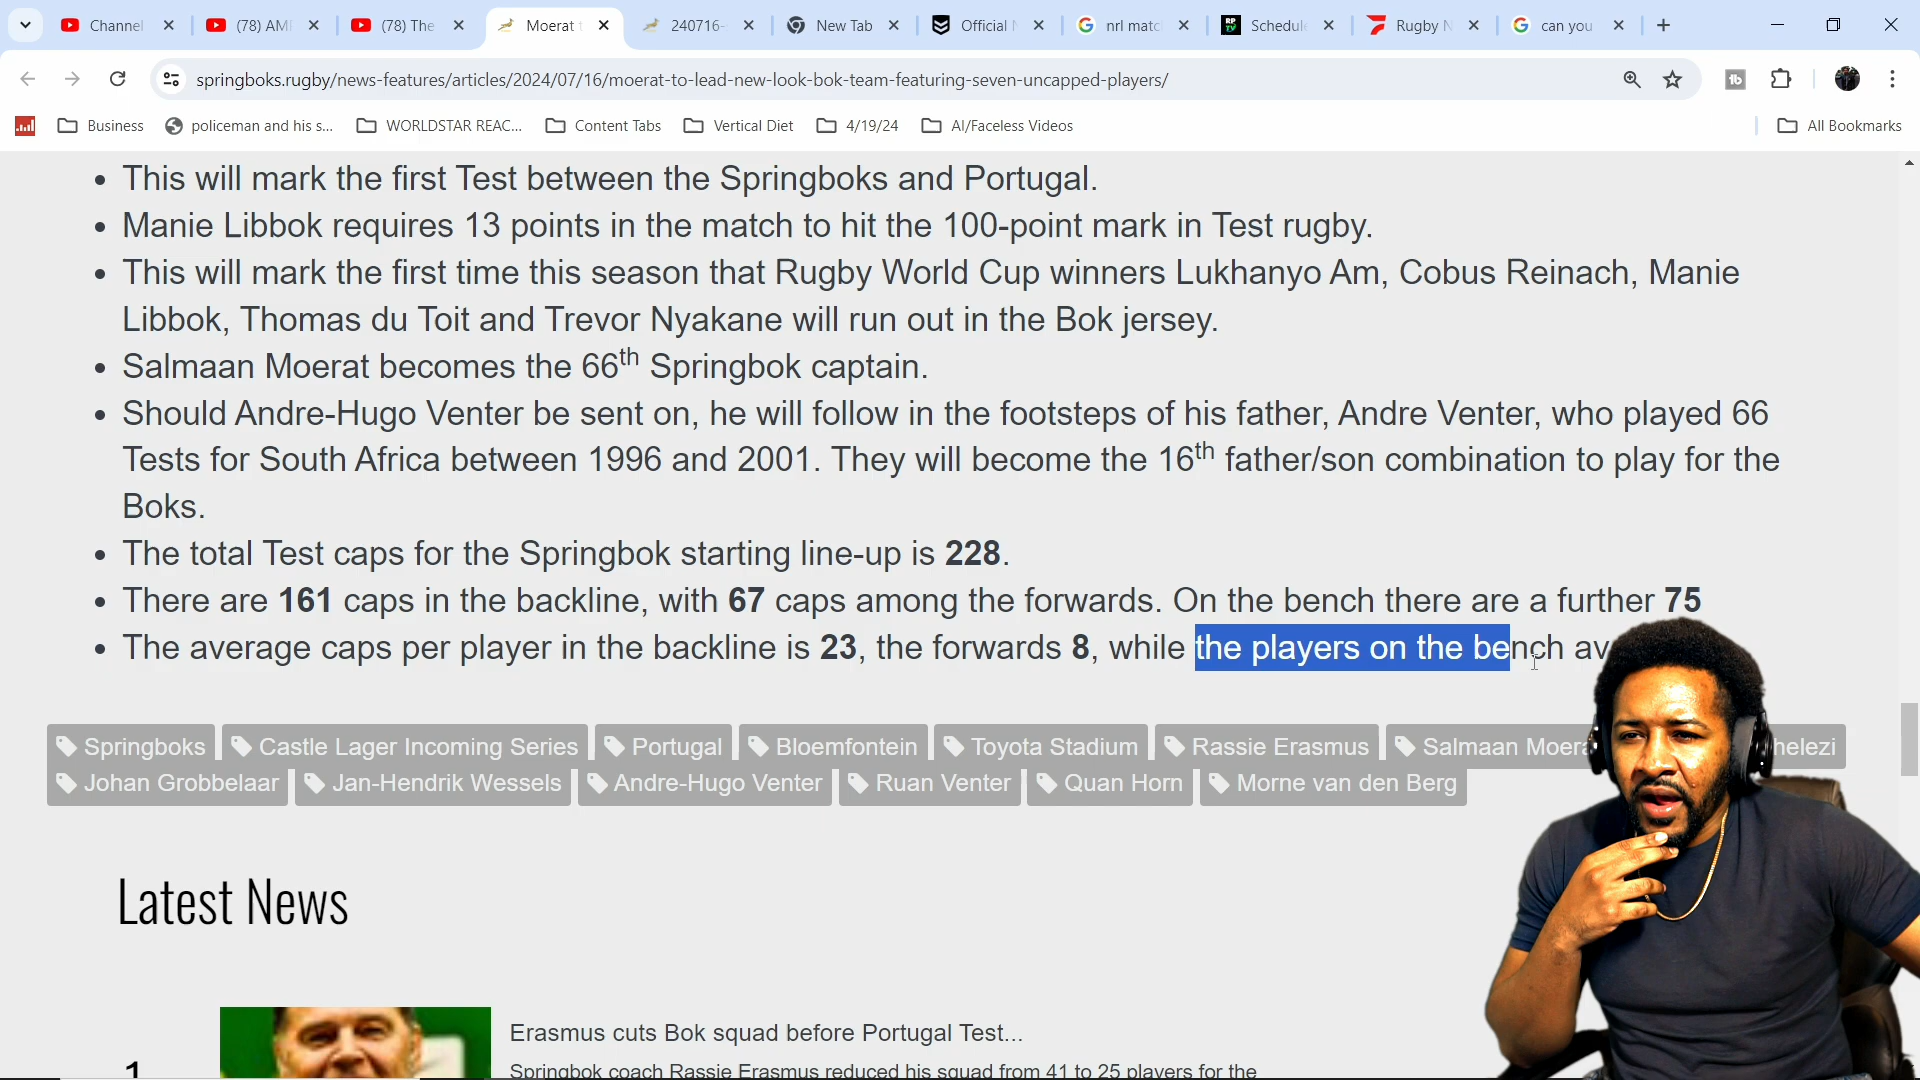 Channel
(78) AMI
(78) The
Moerat t
240716-
New Tab
Official
nrl matc
Schedul
Rugby N
can you
springboks.rugby/news-features/articles/2024/07/16/moerat-to-lead-new-look-bok-team-featuring-seven-uncapped-players/
Business
policeman and his s...
WORLDSTAR REAC...
Content Tabs
Vertical Diet
4/19/24
AI/Faceless Videos
All Bookmarks
• This will mark the first Test between the Springboks and Portugal.
• Manie Libbok requires 13 points in the match to hit the 100-point mark in Test rugby.
• This will mark the first time this season that Rugby World Cup winners Lukhanyo Am, Cobus Reinach, Manie
Libbok, Thomas du Toit and Trevor Nyakane will run out in the Bok jersey.
• Salmaan Moerat becomes the 66th Springbok captain.
• Should Andre-Hugo Venter be sent on, he will follow in the footsteps of his father, Andre Venter, who played 66
Tests for South Africa between 1996 and 2001. They will become the 16th father/son combination to play for the
Boks.
• The total Test caps for the Springbok starting line-up is 228.
• There are 161 caps in the backline, with 67 caps among the forwards. On the bench there are a further 75
• The average caps per player in the backline is 23, the forwards 8, while the players on the bench av
Springboks Castle Lager Incoming Series Portugal Bloemfontein Toyota Stadium Rassie Erasmus Salmaan Moera helezi
Johan Grobbelaar Jan-Hendrik Wessels Andre-Hugo Venter Ruan Venter Quan Horn Morne van den Berg
Latest News
1
Erasmus cuts Bok squad before Portugal Test...
Springbok coach Rassie Erasmus reduced his squad from 41 to 25 players for the